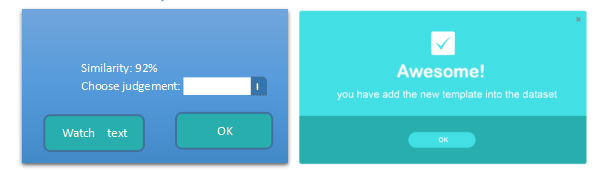 Similarity: 92%
Choose judgement:
Watch text
OK
Awesome!
you have add the new template into the dataset
OK